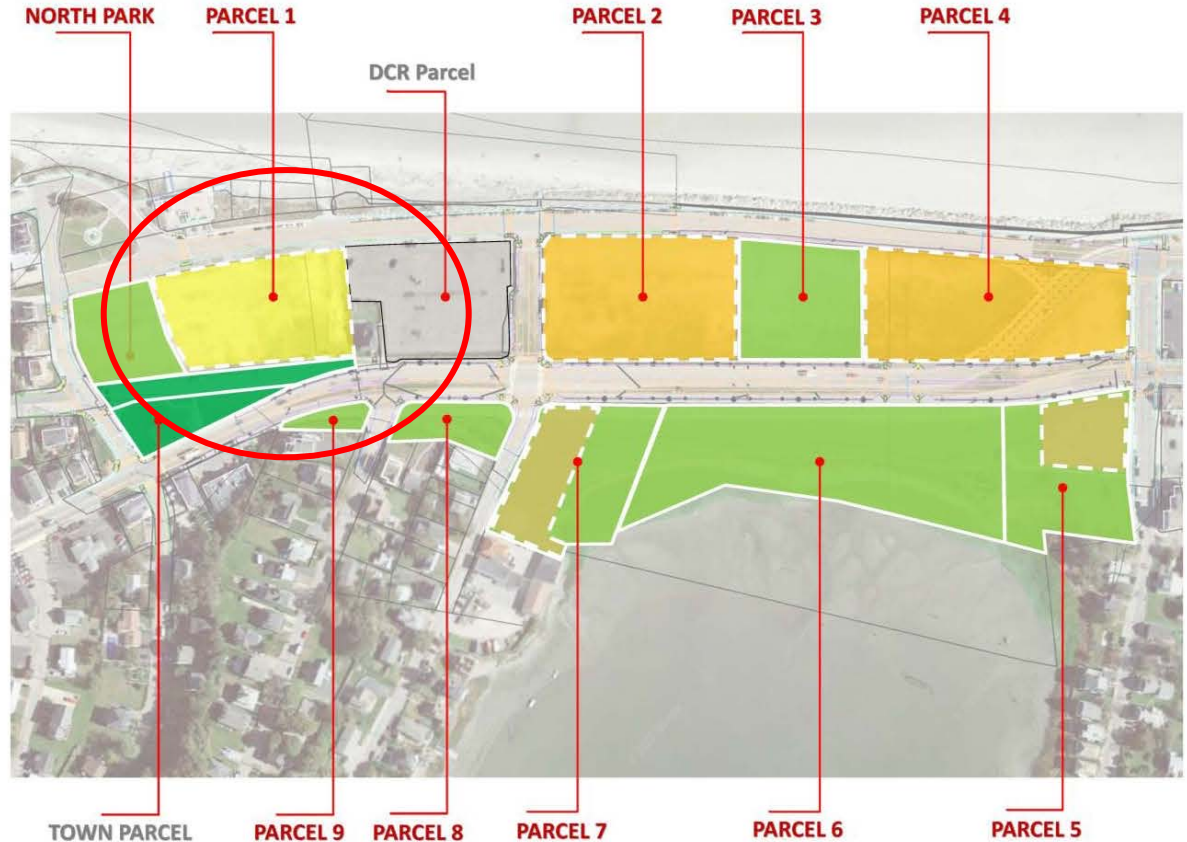 NORTH PARK
PARCEL 1
PARCEL 2
PARCEL 3
PARCEL 4
DCR Parcel
TOWN PARCEL
PARCEL 9
PARCEL 8
PARCEL 7
PARCEL 6
PARCEL 5